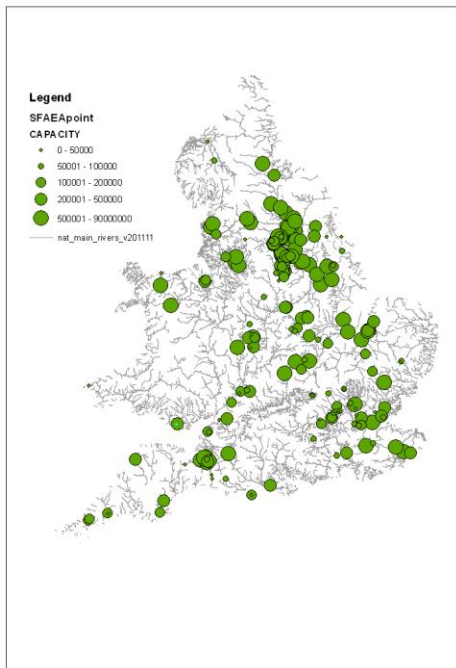 Legend
SFAEApoint
CAPACITY
0 - 50000
50001 - 100000
100001 - 200000
200001 - 500000
500001 - 90000000
nat_main_rivers_v201111